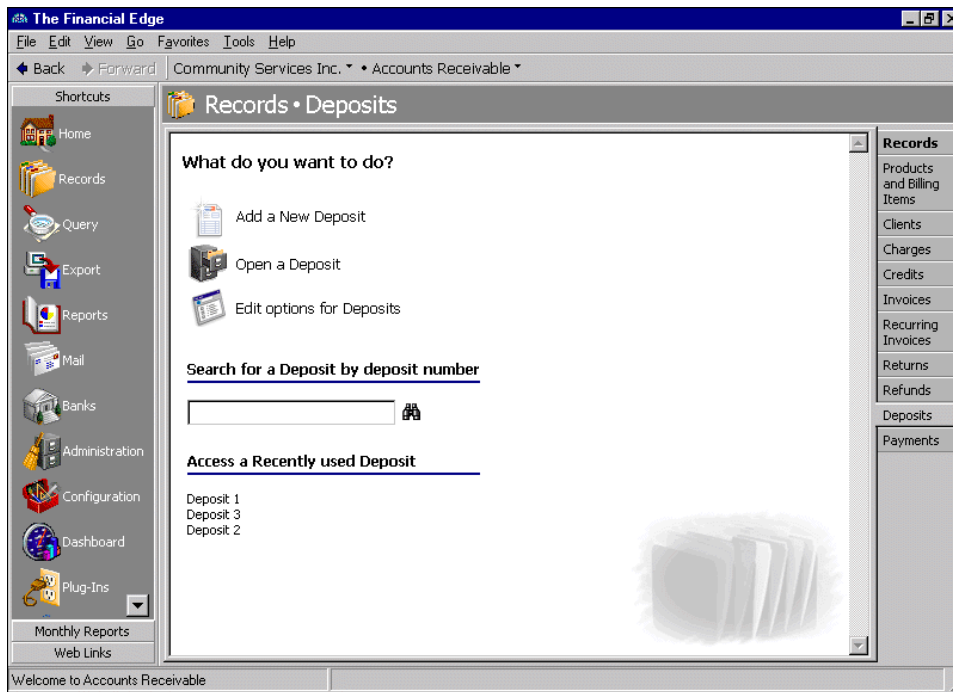 The Financial Edge
File Edit View Go Favorites Tools Help
Back Forward Community Services Inc. • Accounts Receivable
Shortcuts
Home
Records
Query
Export
Reports
Mail
Banks
Administration
Configuration
Dashboard
Plug-Ins
Monthly Reports
Web Links
Records • Deposits
What do you want to do?
Add a New Deposit
Open a Deposit
Edit options for Deposits
Search for a Deposit by deposit number
Access a Recently used Deposit
Deposit 1
Deposit 3
Deposit 2
Records
Products
and Billing
Items
Clients
Charges
Credits
Invoices
Recurring
Invoices
Returns
Refunds
Deposits
Payments
Welcome to Accounts Receivable